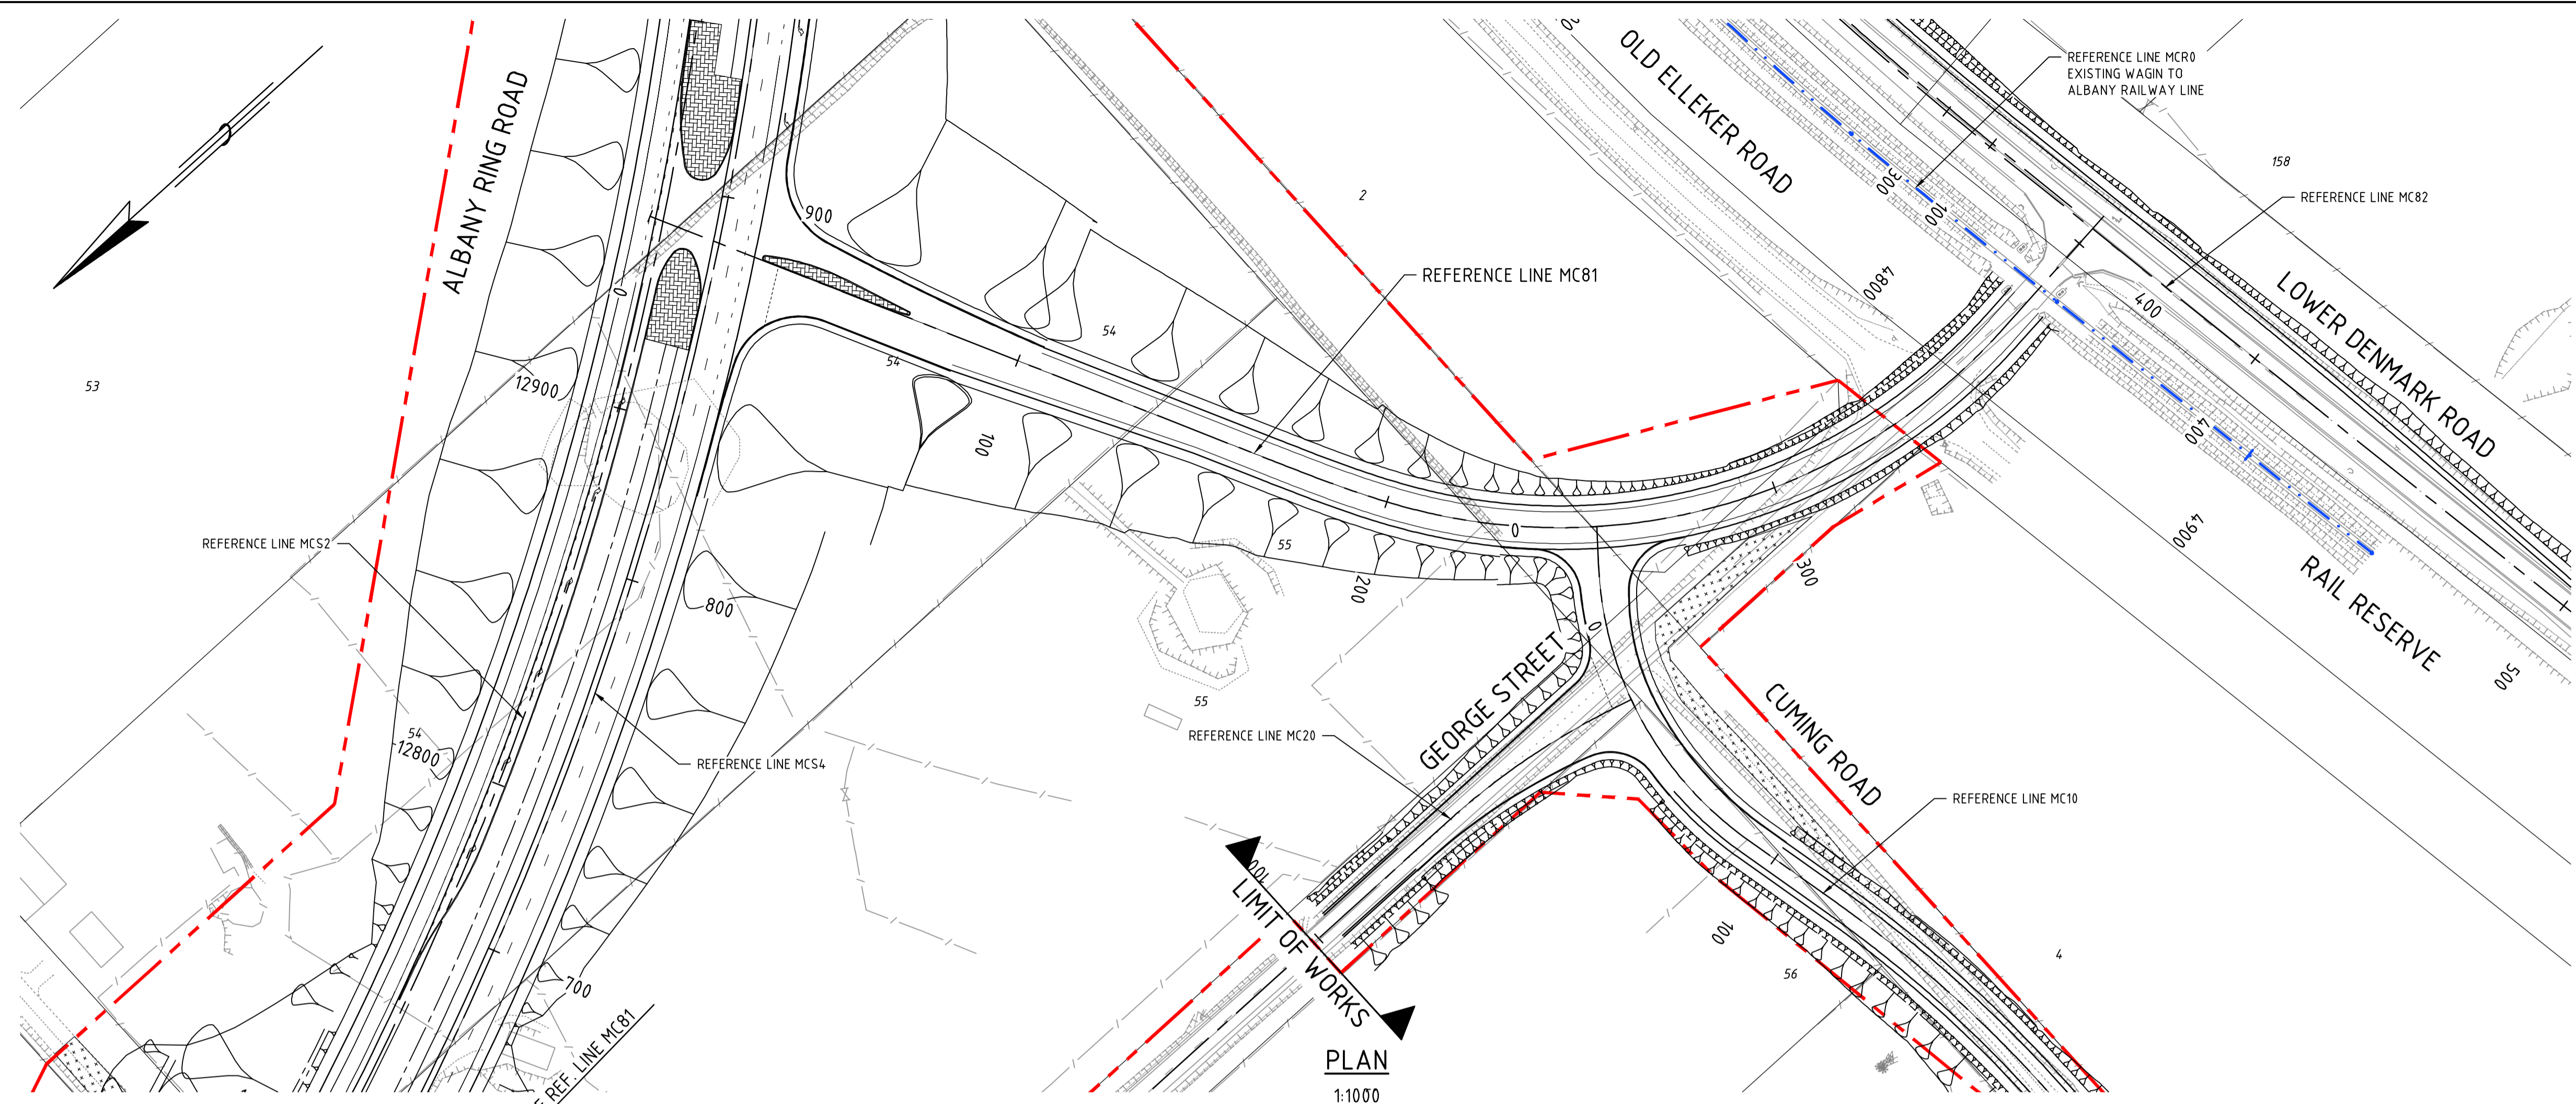 ALBANY RING ROAD
OLD ELLEKER ROAD
REFERENCE LINE MCR0
EXISTING WAGIN TO
ALBANY RAILWAY LINE
158
REFERENCE LINE MC82
2
900
300
100
0
REFERENCE LINE MC81
4800
400
LOWER DENMARK ROAD
54
54
53
12900
100
400
0
4900
REFERENCE LINE MCS2
55
200
300
RAIL RESERVE
800
0
GEORGE STREET
500
55
CUMING ROAD
REFERENCE LINE MC20
54
12800
REFERENCE LINE MCS4
REFERENCE LINE MC10
100
LIMIT OF WORKS
100
4
56
700
REF. LINE MC81
PLAN
1:1000